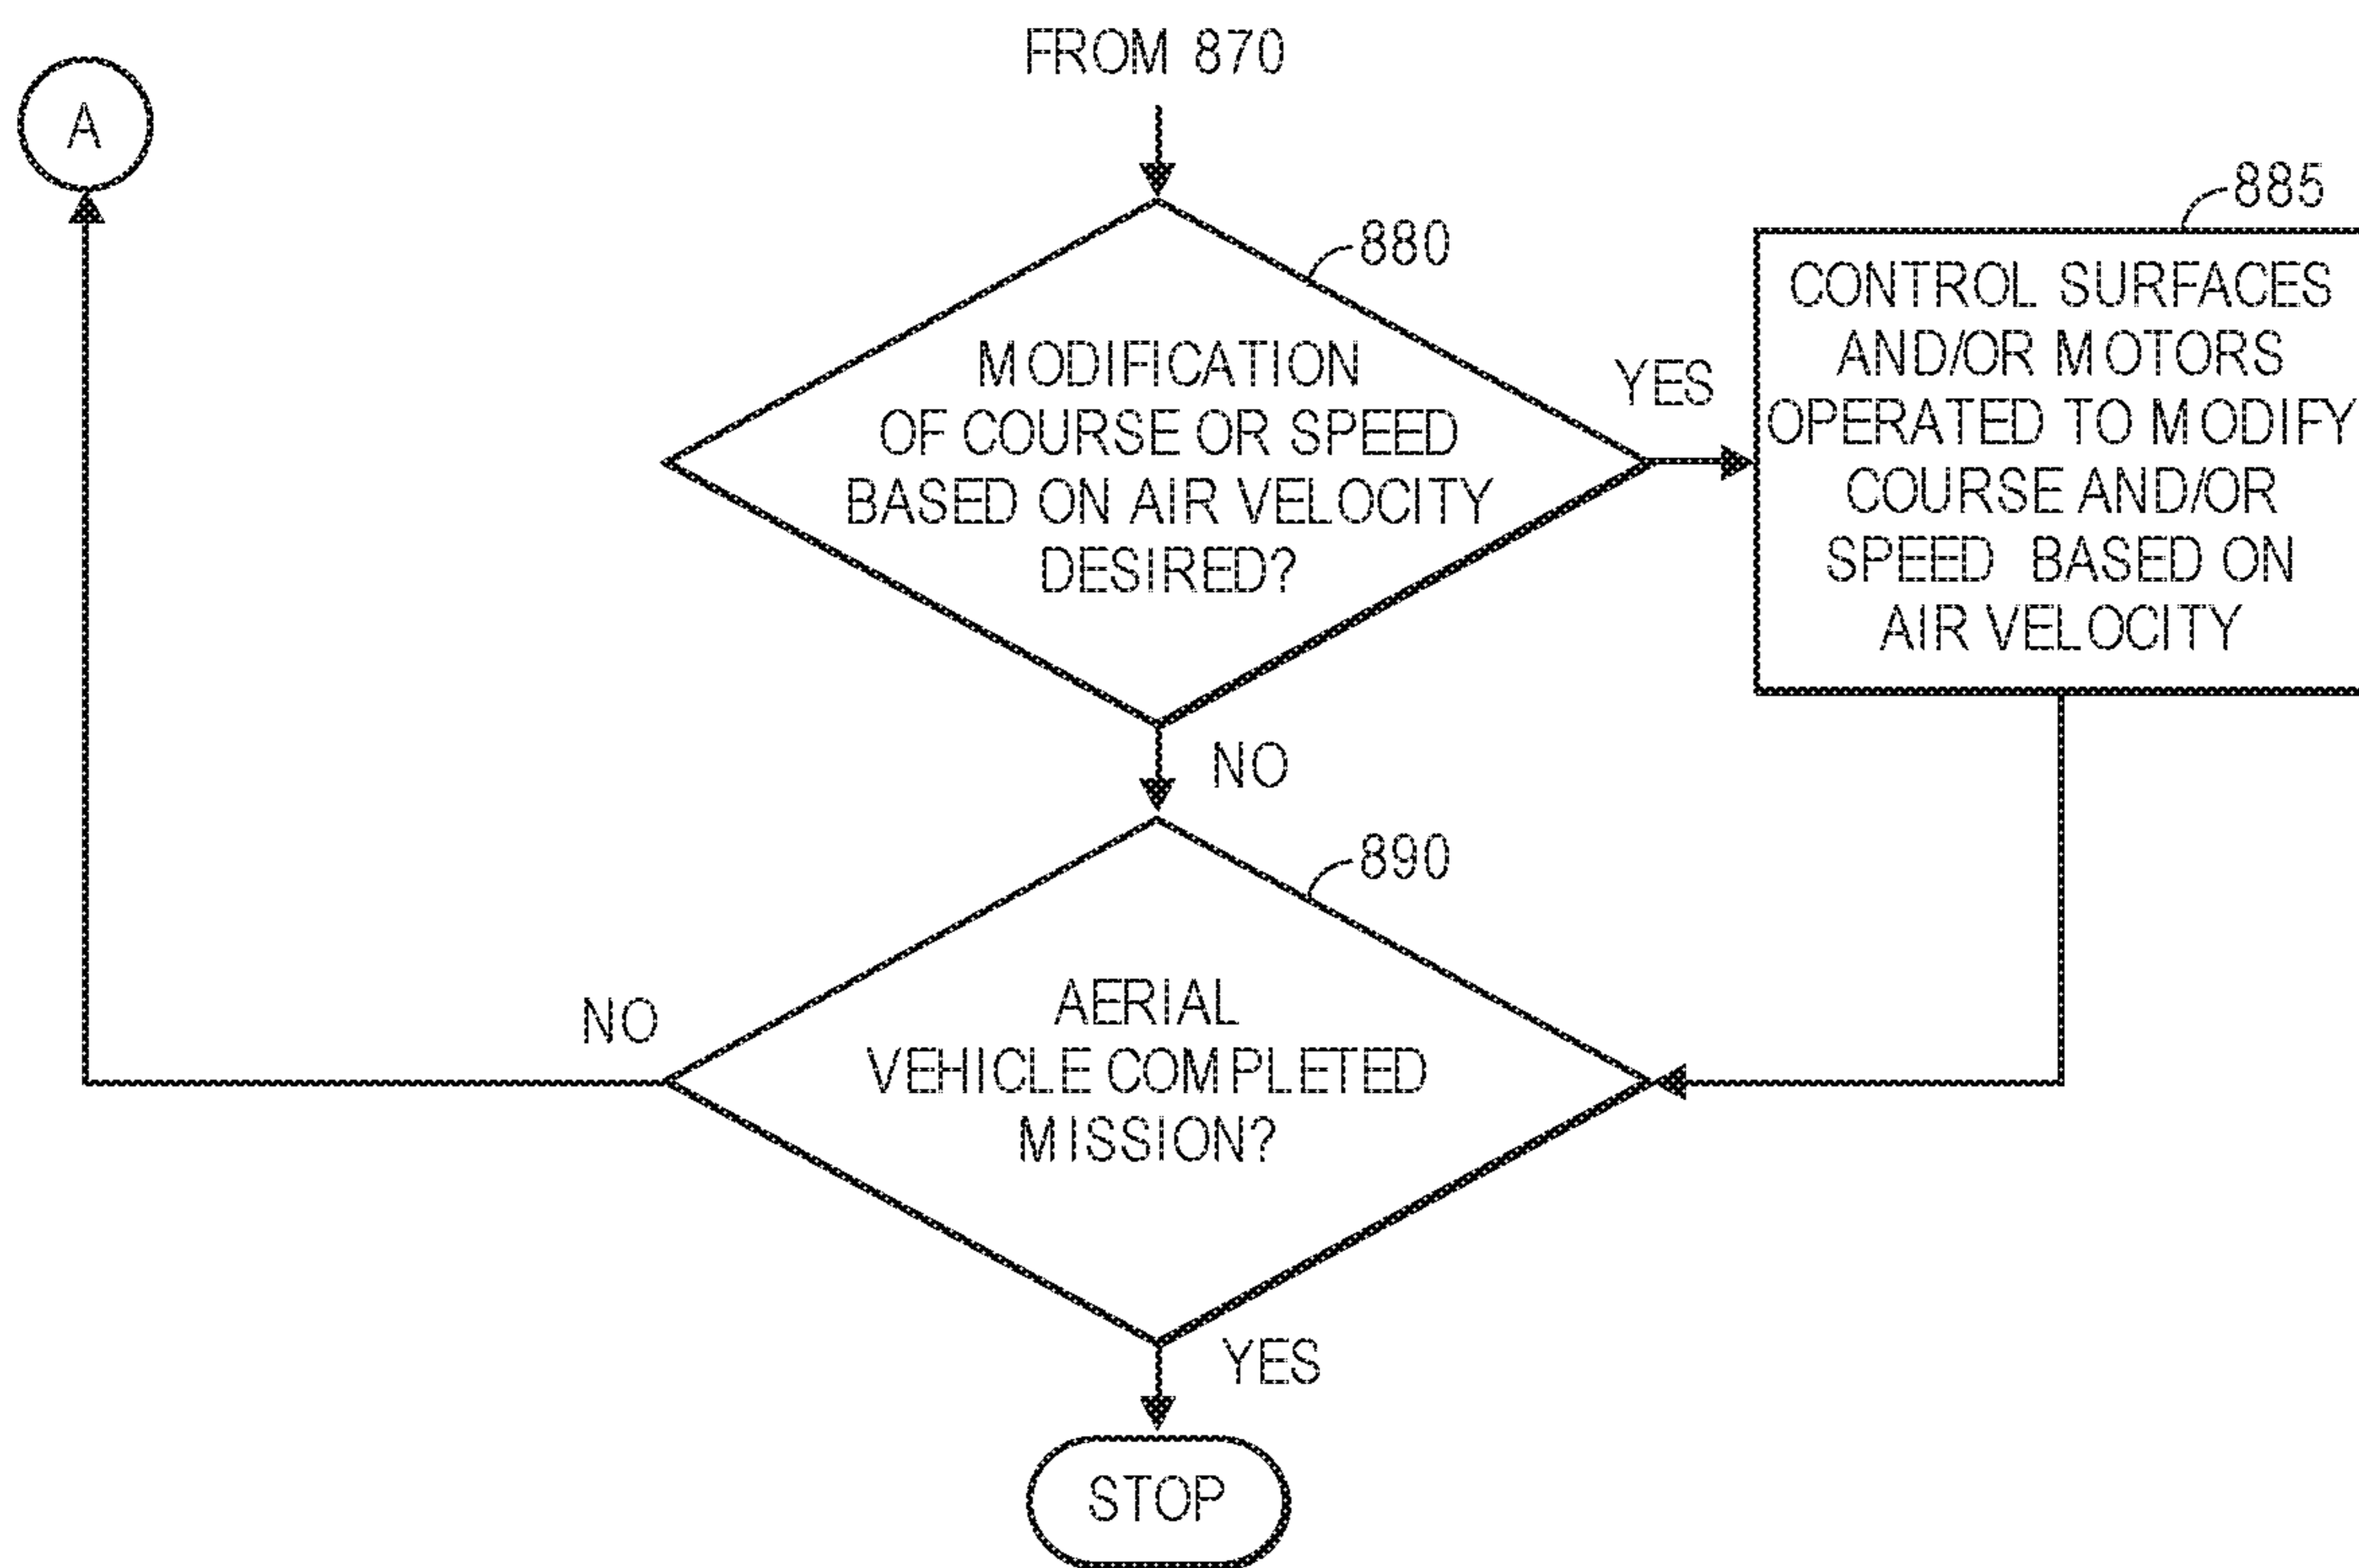 FROM 870
A
880
MODIFICATION
OF COURSE OR SPEED
BASED ON AIR VELOCITY
DESIRED?
YES
885
CONTROL SURFACES
AND/OR MOTORS
OPERATED TO MODIFY
COURSE AND/OR
SPEED BASED ON
AIR VELOCITY
NO
890
AERIAL
VEHICLE COMPLETED
MISSION?
NO
YES
STOP